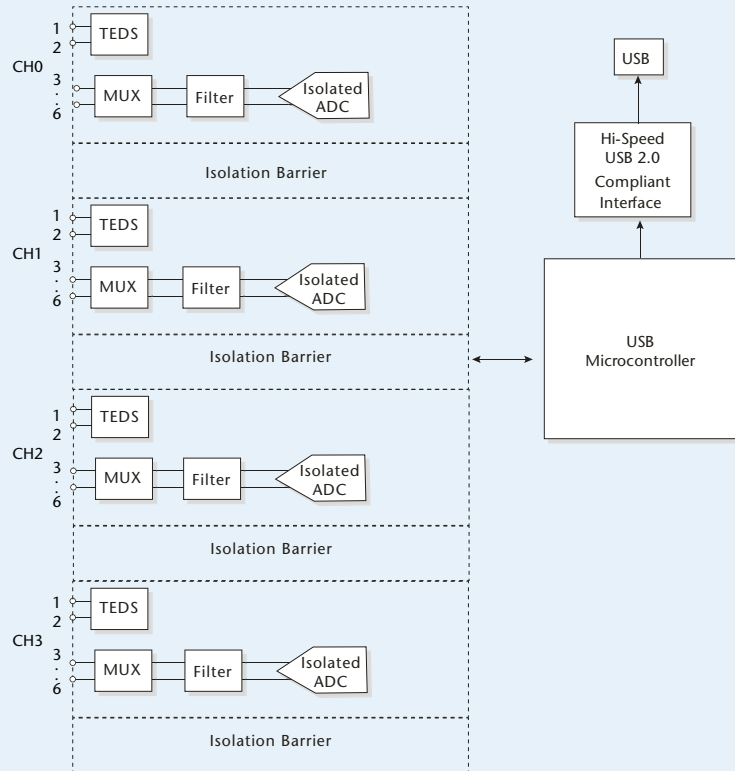 CH0
1
2
TEDS
3
.
.
6
MUX
Filter
Isolated
ADC
Isolation Barrier
CH1
1
2
TEDS
3
.
.
6
MUX
Filter
Isolated
ADC
Isolation Barrier
CH2
1
2
TEDS
3
.
.
6
MUX
Filter
Isolated
ADC
Isolation Barrier
CH3
1
2
TEDS
3
.
.
6
MUX
Filter
Isolated
ADC
Isolation Barrier
USB
Hi-Speed
USB 2.0
Compliant
Interface
USB
Microcontroller